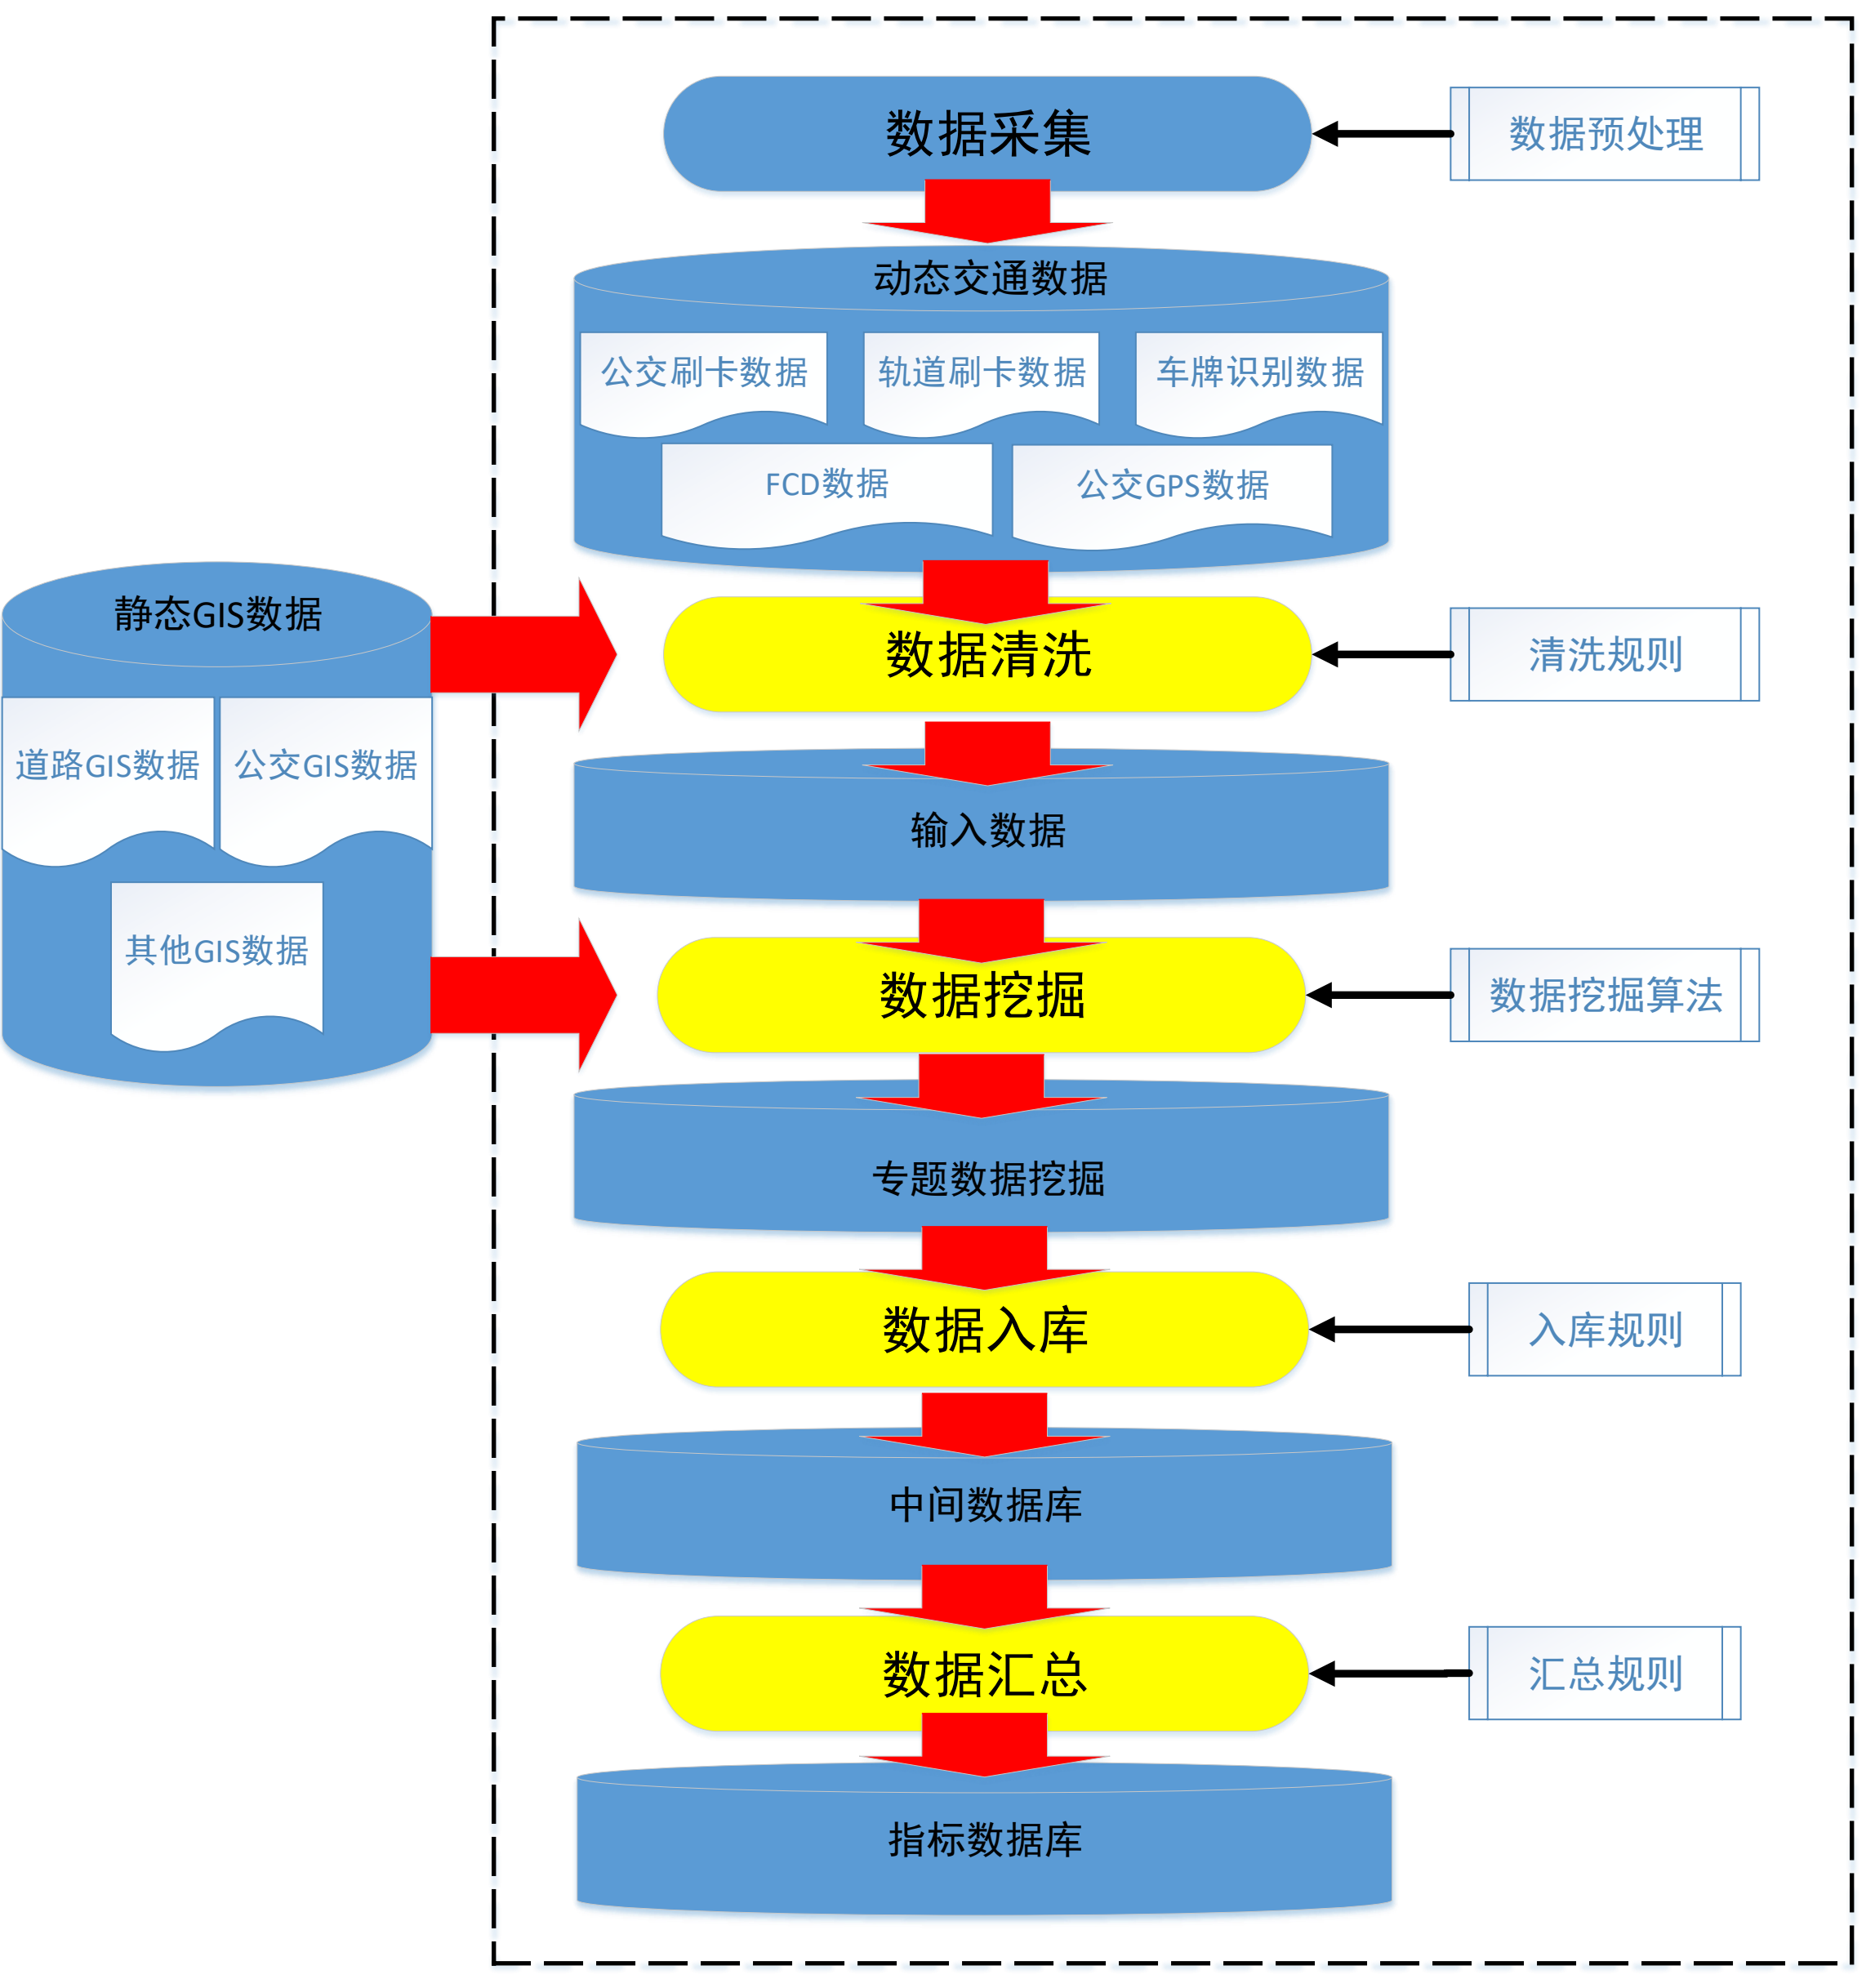 数据采集
数据预处理
动态交通数据
公交刷卡数据
轨道刷卡数据
车牌识别数据
FCD数据
公交GPS数据
静态GIS数据
道路GIS数据
公交GIS数据
其他GIS数据
数据清洗
清洗规则
输入数据
数据挖掘
数据挖掘算法
专题数据挖掘
数据入库
入库规则
中间数据库
数据汇总
汇总规则
指标数据库